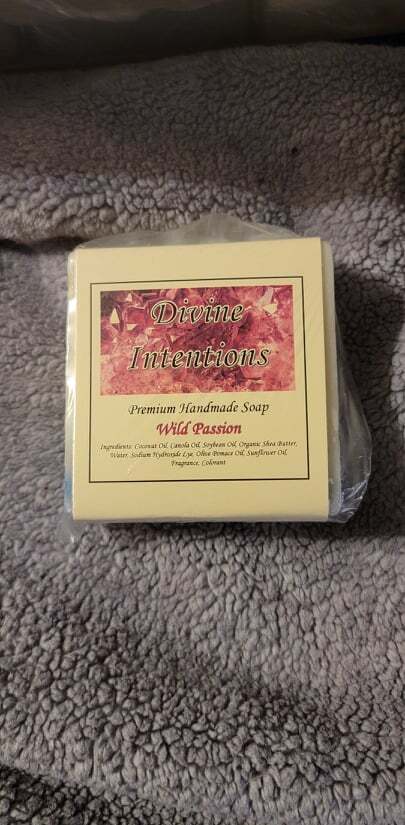 Divine
Intentions
Premium Handmade Soap
Wild Passion
Ingredients: Coconut Oil, Canola Oil, Soybean Oil, Organic Shea Butter,
Water, Sodium Hydroxide Lye, Olive Pomace Oil, Sunflower Oil,
Fragrance, Colorant